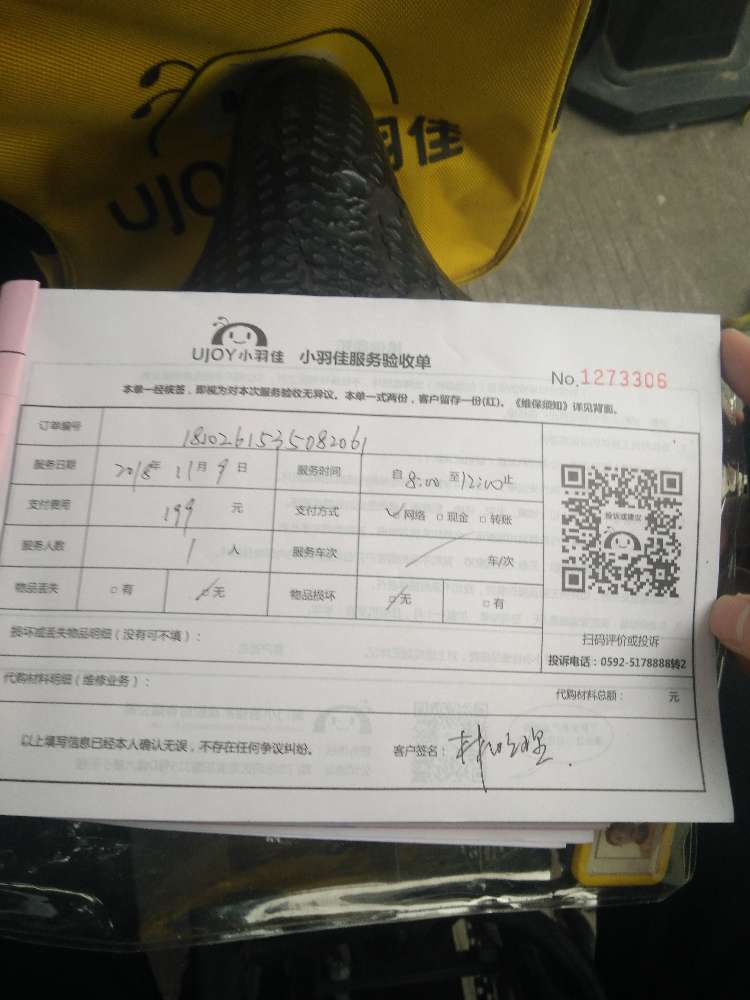 UJOY 小羽佳
UJOY小羽佳 小羽佳服务验收单
No.1273306
本单一经核签，即视为对本次服务验收无异议。本单一式两份，客户留存一份(红)。《维保须知》详见背面。
订单编号 1810261535082061
服务日期 2018年 11月 9日 服务时间 自8:00至12:00止
支付费用 199 元 支付方式 网络 □ 现金 □ 转账
服务人数 1 人 服务车次 / 车/次
物品丢失 □ 有 □ 无 物品损坏 □ 无 □ 有
投诉或建议
扫码评价或投诉
投诉电话：0592-5178888转2
损坏或丢失物品明细（没有可不填）：
代购材料明细（维修业务）： 代购材料总额： 元
以上填写信息已经本人确认无误，不存在任何争议纠纷。 客户签名：林经理